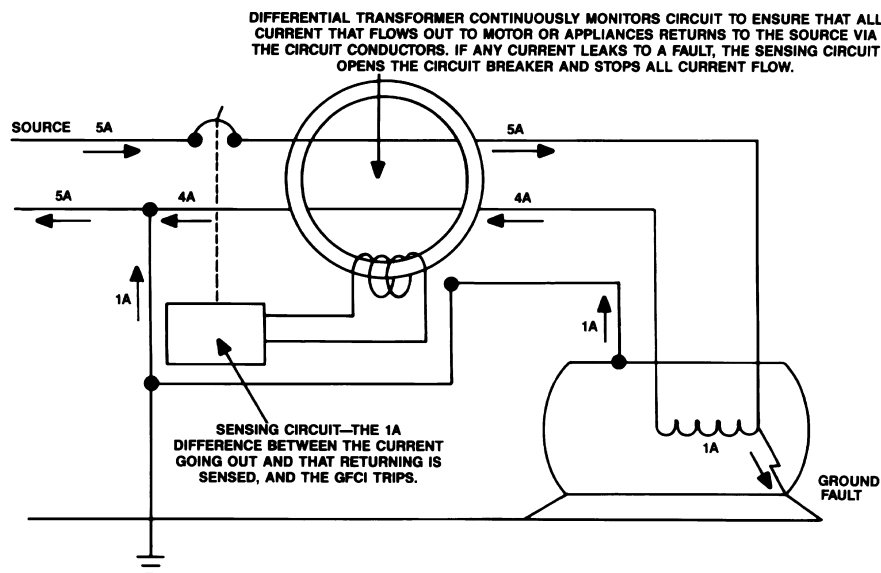 DIFFERENTIAL TRANSFORMER CONTINUOUSLY MONITORS CIRCUIT TO ENSURE THAT ALL
CURRENT THAT FLOWS OUT TO MOTOR OR APPLIANCES RETURNS TO THE SOURCE VIA
THE CIRCUIT CONDUCTORS. IF ANY CURRENT LEAKS TO A FAULT, THE SENSING CIRCUIT
OPENS THE CIRCUIT BREAKER AND STOPS ALL CURRENT FLOW.
SOURCE 5A
5A
5A
4A
4A
1A
1A
SENSING CIRCUIT—THE 1A
DIFFERENCE BETWEEN THE CURRENT
GOING OUT AND THAT RETURNING IS
SENSED, AND THE GFCI TRIPS.
1A
GROUND
FAULT